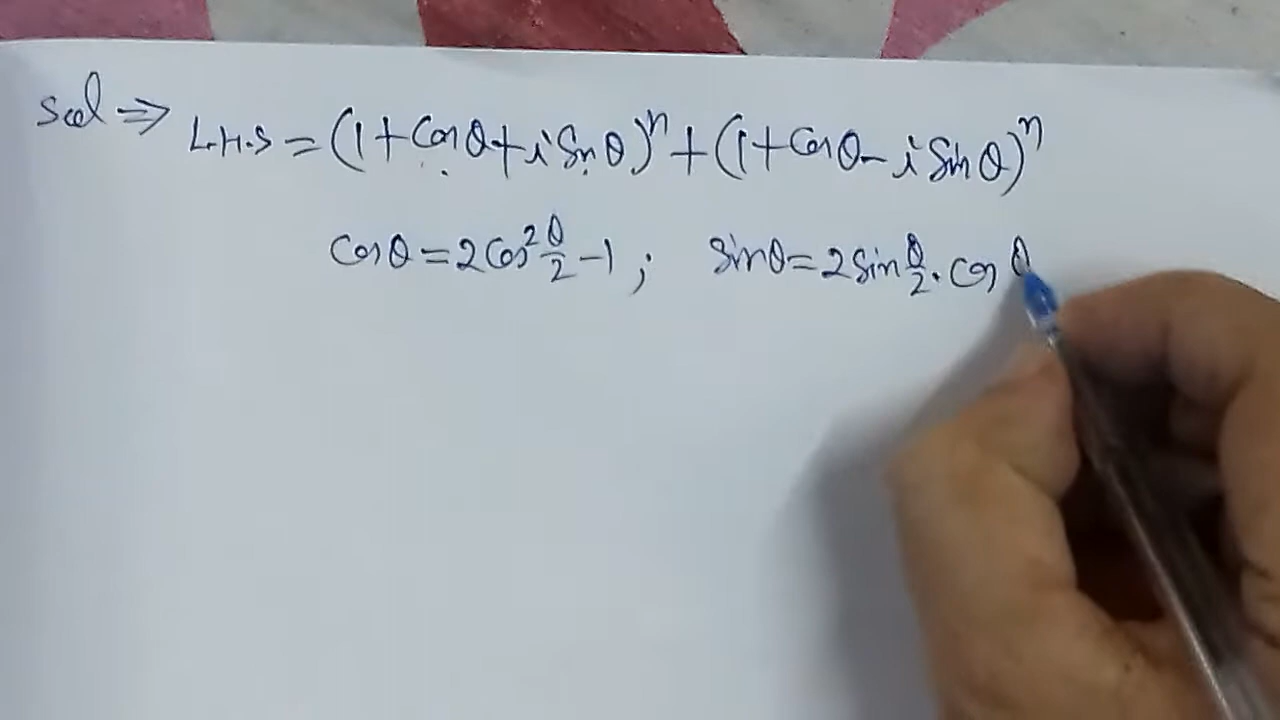 Sol ⇒ L.H.S = (1 + Cos θ + i Sin θ)^n + (1 + Cos θ - i Sin θ)^n
Cos θ = 2 Cos² θ/2 - 1 ; Sin θ = 2 Sin θ/2 . Cos θ